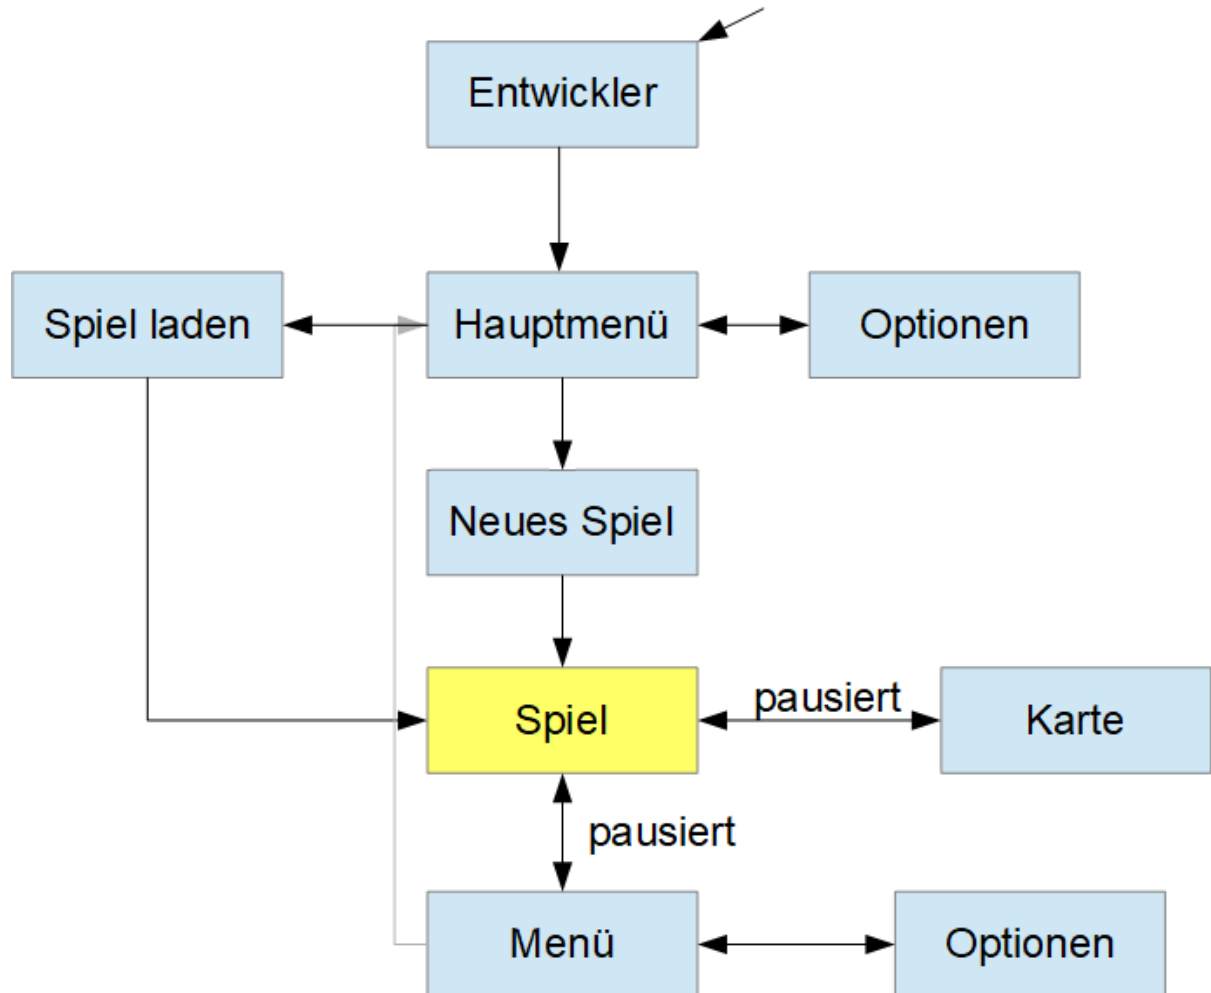 Entwickler
Spiel laden
Hauptmenü
Optionen
Neues Spiel
Spiel
pausiert
Karte
pausiert
Menü
Optionen